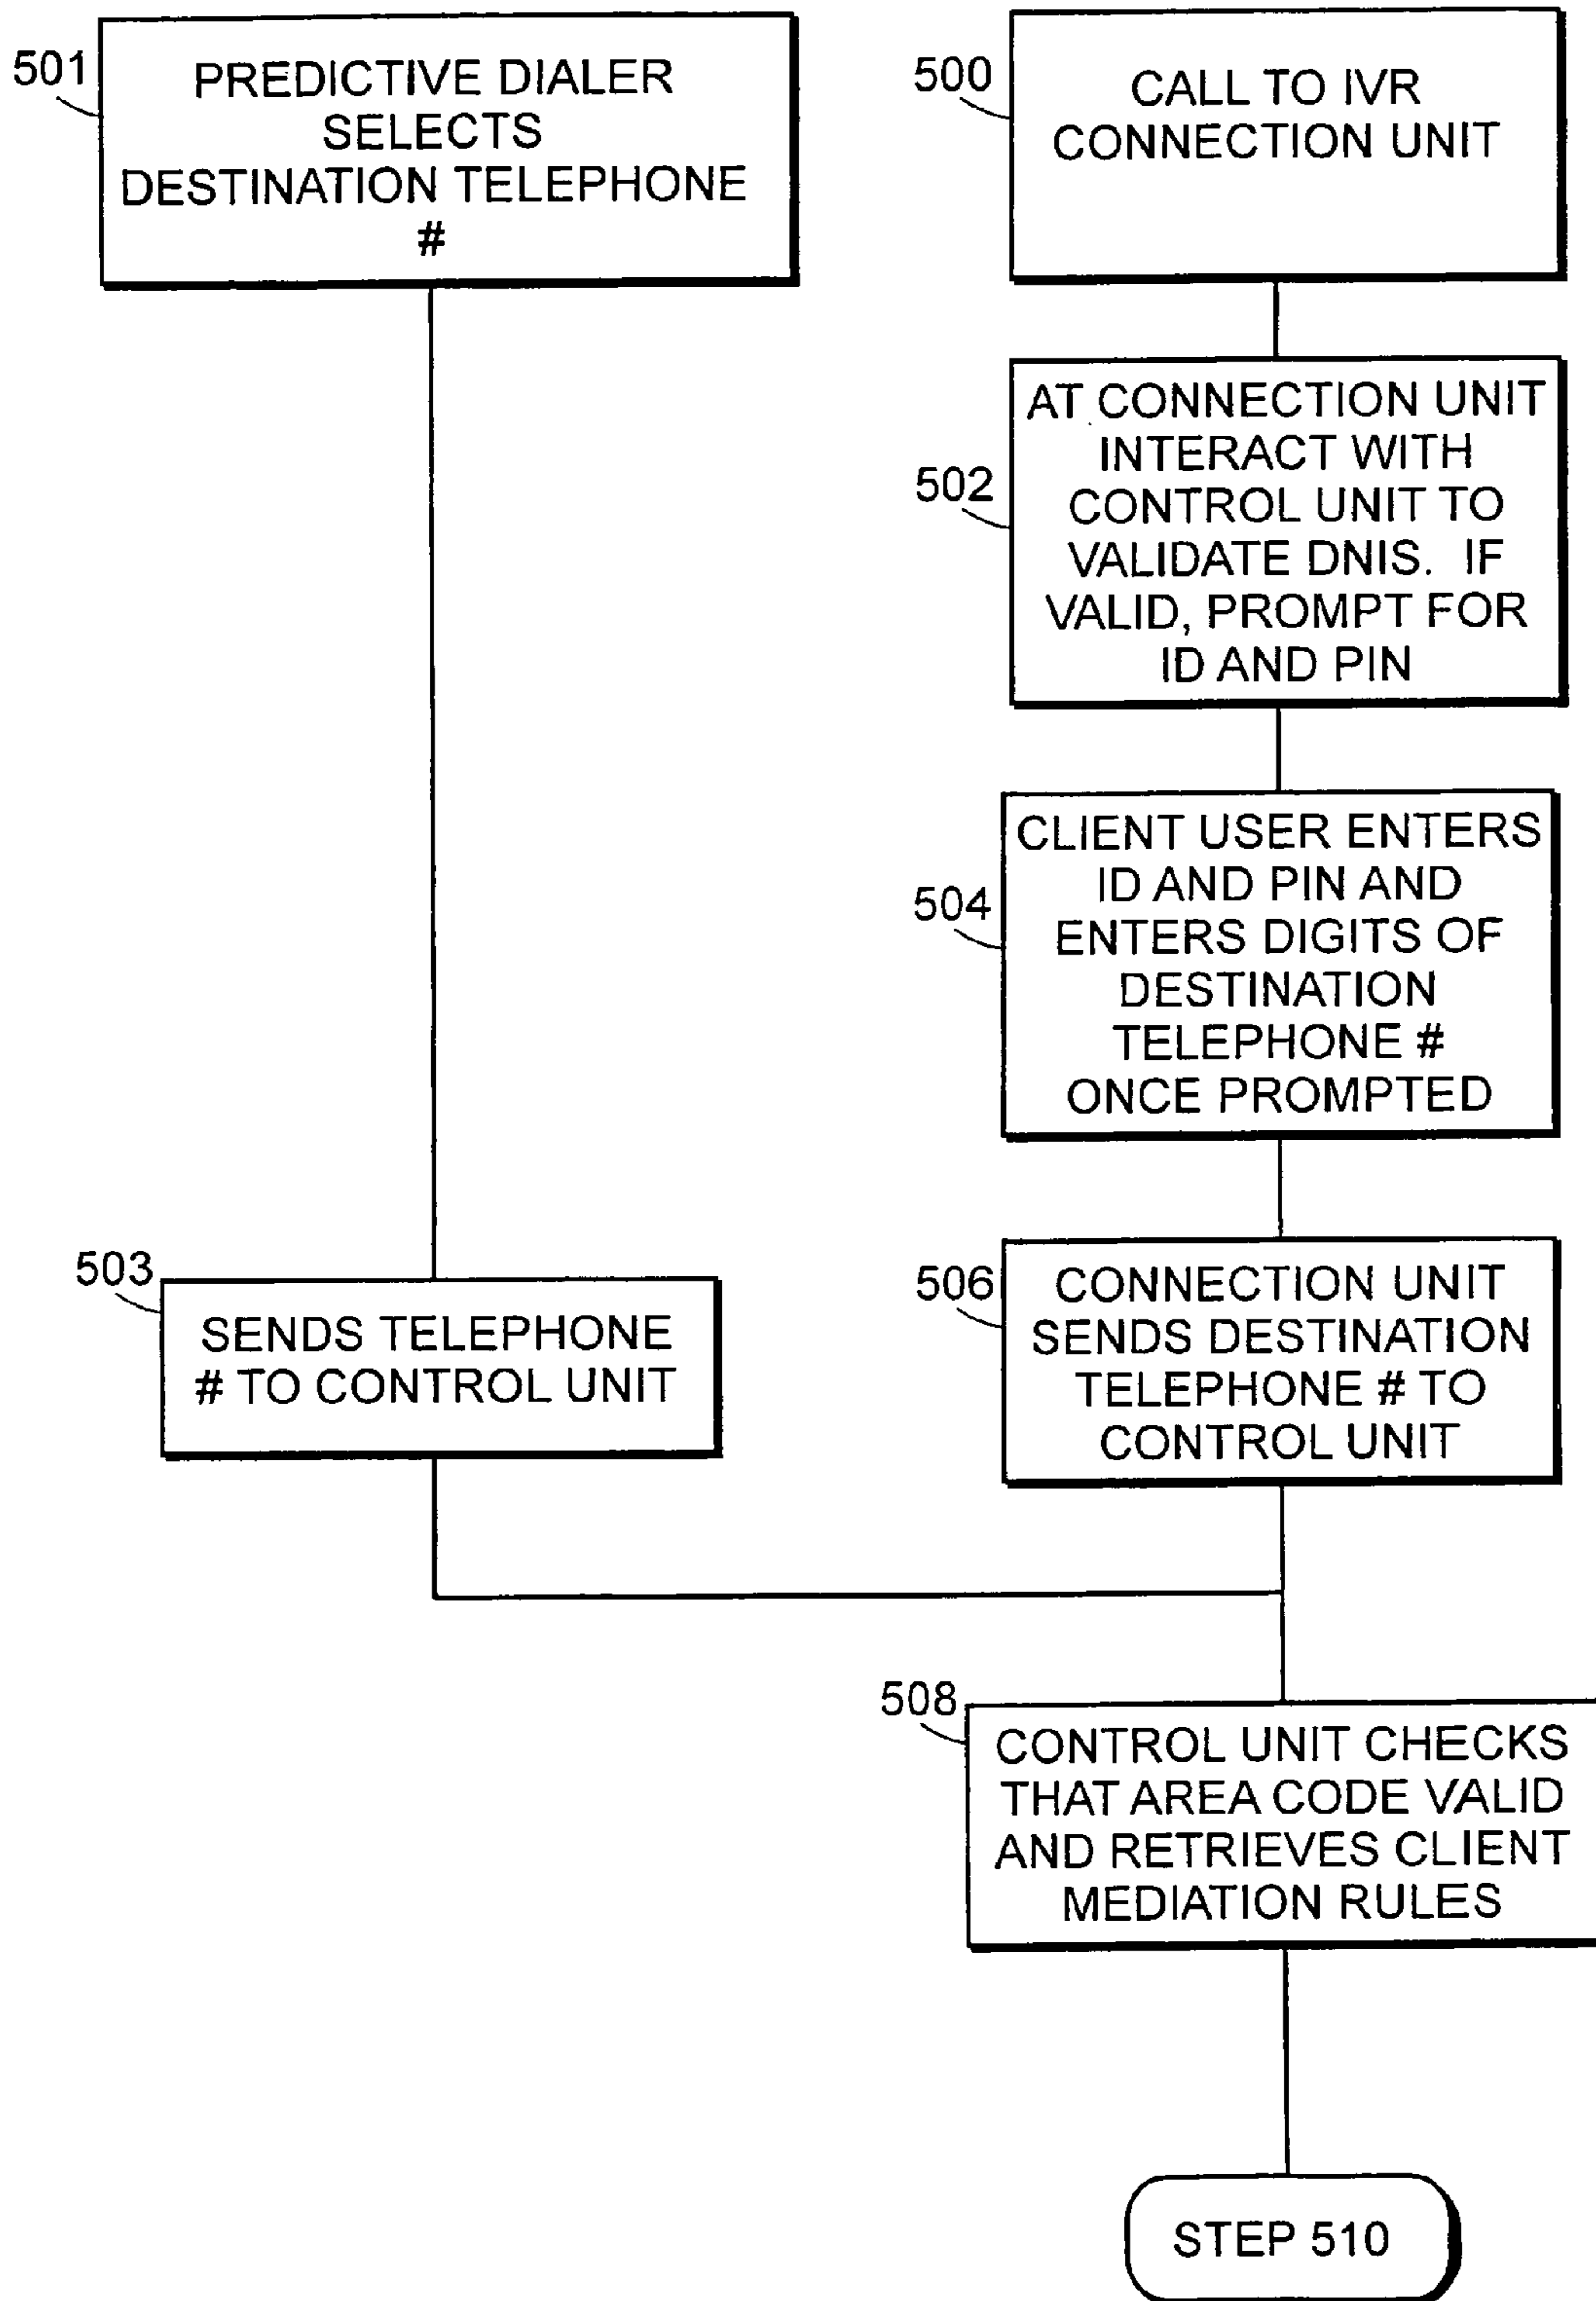 501
PREDICTIVE DIALER
SELECTS
DESTINATION TELEPHONE
#
500
CALL TO IVR
CONNECTION UNIT
502
AT CONNECTION UNIT
INTERACT WITH
CONTROL UNIT TO
VALIDATE DNIS. IF
VALID, PROMPT FOR
ID AND PIN
504
CLIENT USER ENTERS
ID AND PIN AND
ENTERS DIGITS OF
DESTINATION
TELEPHONE #
ONCE PROMPTED
503
SENDS TELEPHONE
# TO CONTROL UNIT
506
CONNECTION UNIT
SENDS DESTINATION
TELEPHONE # TO
CONTROL UNIT
508
CONTROL UNIT CHECKS
THAT AREA CODE VALID
AND RETRIEVES CLIENT
MEDIATION RULES
STEP 510